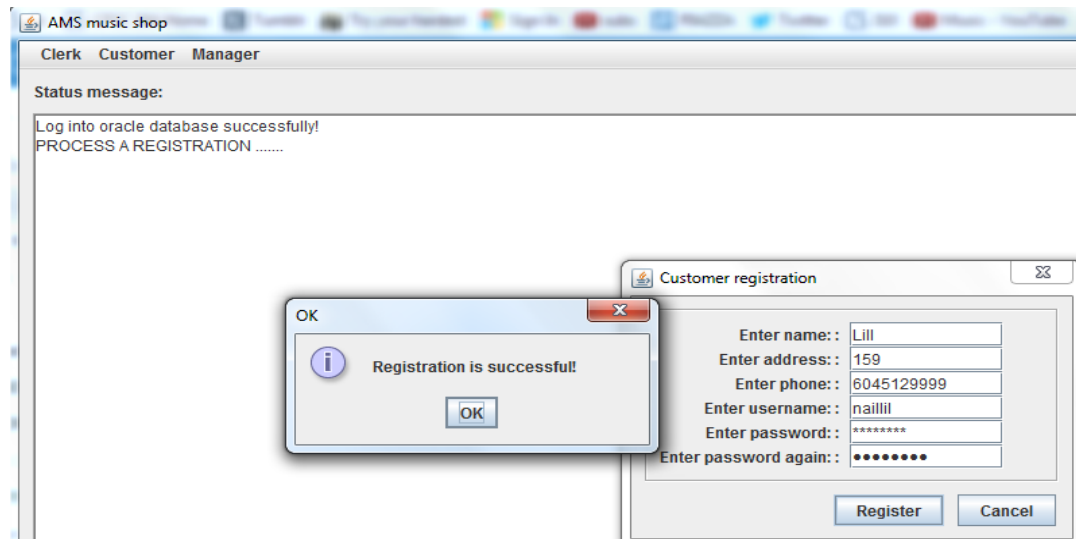 AMS music shop
Clerk Customer Manager
Status message:
Log into oracle database successfully!
PROCESS A REGISTRATION .......
Customer registration
OK
Registration is successful!
OK
Enter name: : Lill
Enter address: : 159
Enter phone: : 6045129999
Enter username: : naillil
Enter password: : ********
Enter password again: : ●●●●●●●●
Register Cancel